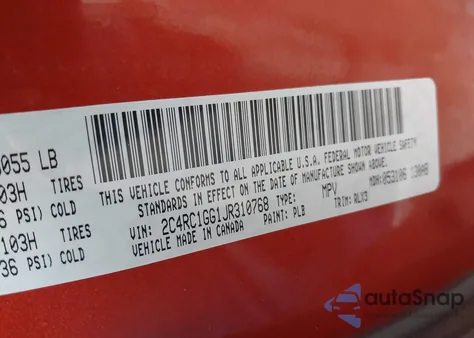 6055 LB
03H TIRES
6 PSI) COLD
103H TIRES
36 PSI) COLD
THIS VEHICLE CONFORMS TO ALL APPLICABLE U.S.A. FEDERAL MOTOR VEHICLE SAFETY
STANDARDS IN EFFECT ON THE DATE OF MANUFACTURE SHOWN ABOVE.
VIN: 2C4RC1GG1JR310768 MPV MDH:
VEHICLE MADE IN CANADA PAINT: PLB TRIM: RLX3
autoSnap